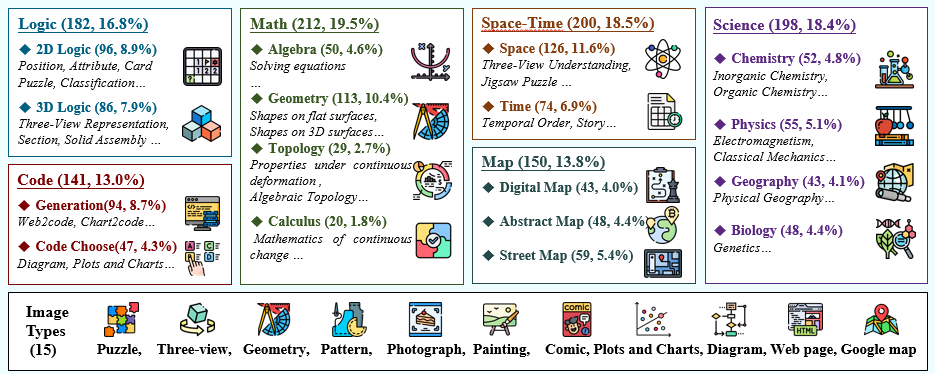 Logic (182, 16.8%)
2D Logic (96, 8.9%)
Position, Attribute, Card
Puzzle, Classification…
3D Logic (86, 7.9%)
Three-View Representation,
Section, Solid Assembly …
Code (141, 13.0%)
Generation(94, 8.7%)
Web2code, Chart2code…
Code Choose(47, 4.3%)
Diagram, Plots and Charts…
Math (212, 19.5%)
Algebra (50, 4.6%)
Solving equations
…
Geometry (113, 10.4%)
Shapes on flat surfaces,
Shapes on 3D surfaces…
Topology (29, 2.7%)
Properties under continuous
deformation ,
Algebraic Topology…
Calculus (20, 1.8%)
Mathematics of continuous
change …
Space-Time (200, 18.5%)
Space (126, 11.6%)
Three-View Understanding,
Jigsaw Puzzle …
Time (74, 6.9%)
Temporal Order, Story…
Map (150, 13.8%)
Digital Map (43, 4.0%)
Abstract Map (48, 4.4%)
Street Map (59, 5.4%)
Science (198, 18.4%)
Chemistry (52, 4.8%)
Inorganic Chemistry,
Organic Chemistry…
Physics (55, 5.1%)
Electromagnetism,
Classical Mechanics…
Geography (43, 4.1%)
Physical Geography…
Biology (48, 4.4%)
Genetics…
Image
Types
(15)
COMIC
HTML
Puzzle, Three-view, Geometry, Pattern, Photograph, Painting, Comic, Plots and Charts, Diagram, Web page, Google map